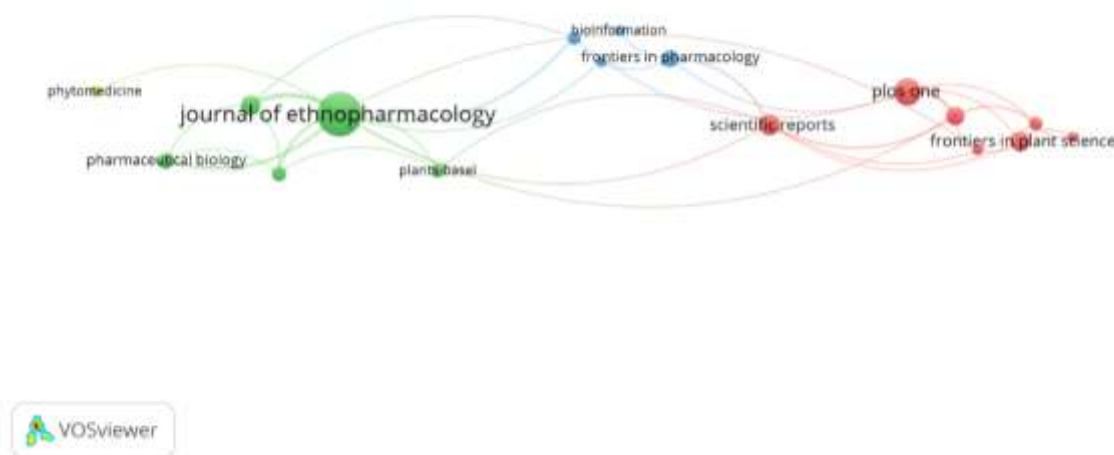 bioinformation
frontiers in pharmacology
phytomedicine
plos one
journal of ethnopharmacology
scientific reports
frontiers in plant science
pharmaceutical biology
plants-basel
VOSviewer